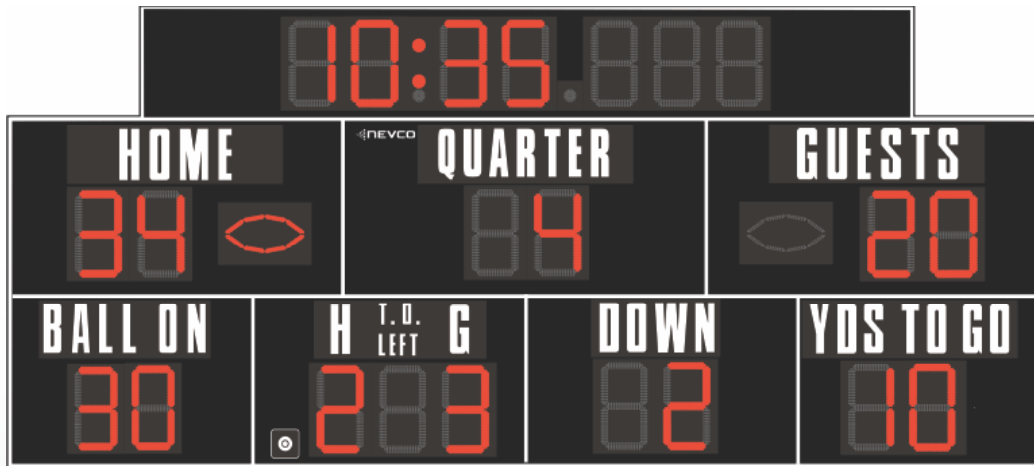 10:35
HOME NEVCO QUARTER GUESTS
34 4 20
BALL ON H T.O. LEFT G DOWN YDS TO GO
30 2 3 2 10